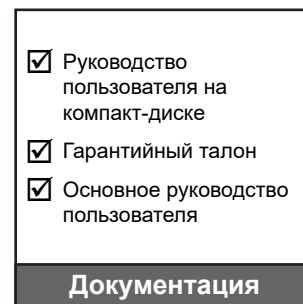 Руководство
пользователя на
компакт-диске
Гарантийный талон
Основное руководство
пользователя
Документация